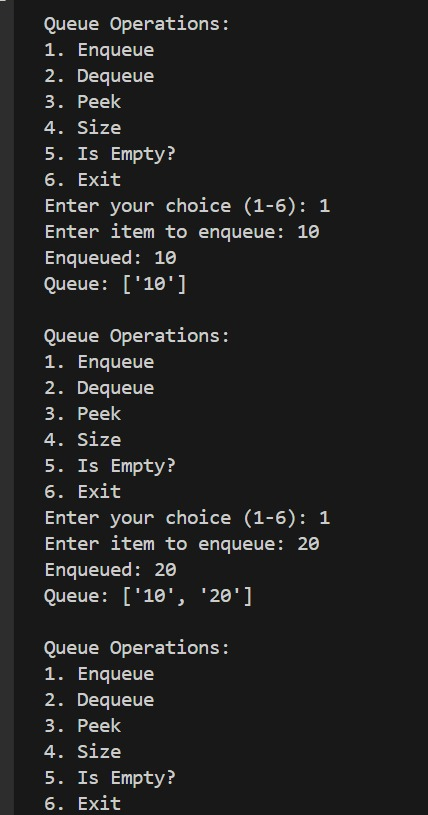 Queue Operations:
1. Enqueue
2. Dequeue
3. Peek
4. Size
5. Is Empty?
6. Exit
Enter your choice (1-6): 1
Enter item to enqueue: 10
Enqueued: 10
Queue: ['10']

Queue Operations:
1. Enqueue
2. Dequeue
3. Peek
4. Size
5. Is Empty?
6. Exit
Enter your choice (1-6): 1
Enter item to enqueue: 20
Enqueued: 20
Queue: ['10', '20']

Queue Operations:
1. Enqueue
2. Dequeue
3. Peek
4. Size
5. Is Empty?
6. Exit